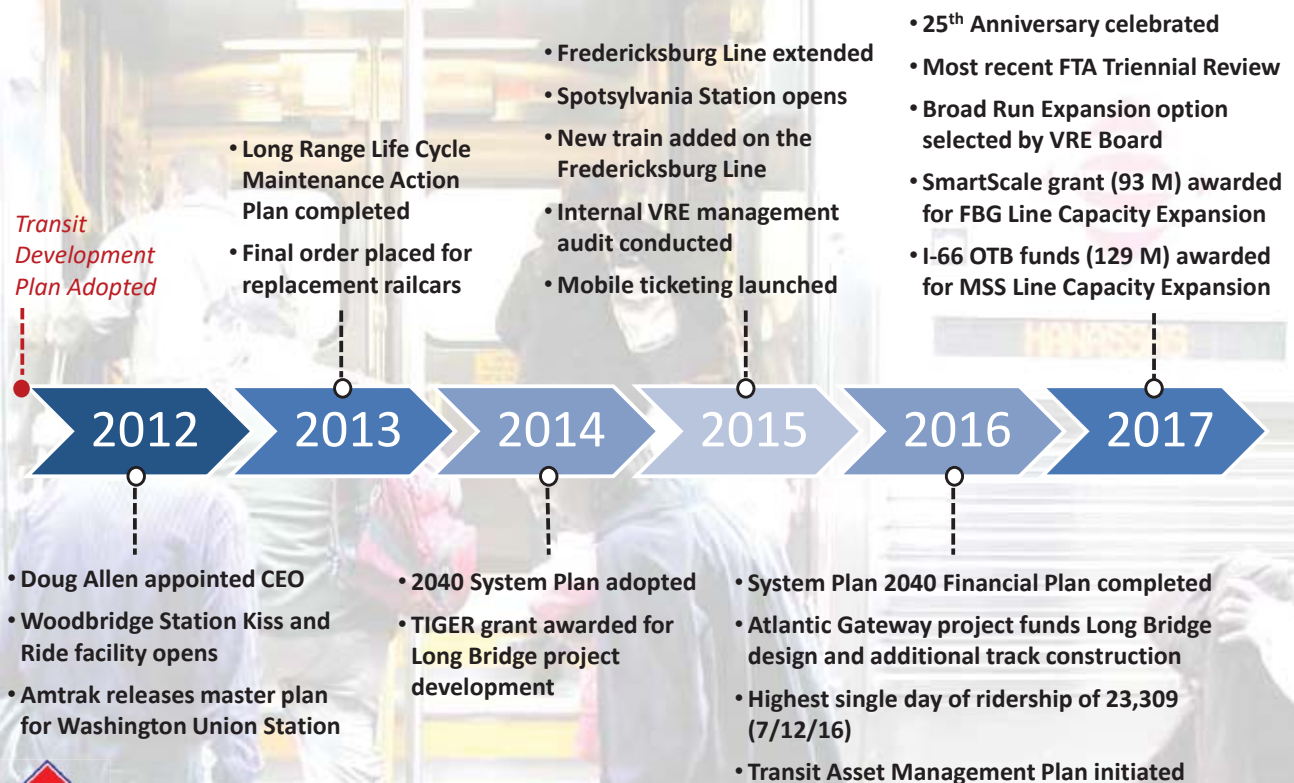 Transit
Development
Plan Adopted
• Long Range Life Cycle
Maintenance Action
Plan completed
• Final order placed for
replacement railcars
• Fredericksburg Line extended
• Spotsylvania Station opens
• New train added on the
Fredericksburg Line
• Internal VRE management
audit conducted
• Mobile ticketing launched
• 25th Anniversary celebrated
• Most recent FTA Triennial Review
• Broad Run Expansion option
selected by VRE Board
• SmartScale grant (93 M) awarded
for FBG Line Capacity Expansion
• I-66 OTB funds (129 M) awarded
for MSS Line Capacity Expansion
MANASSAS
2012 2013 2014 2015 2016 2017
• Doug Allen appointed CEO
• Woodbridge Station Kiss and
Ride facility opens
• Amtrak releases master plan
for Washington Union Station
• 2040 System Plan adopted
• TIGER grant awarded for
Long Bridge project
development
• System Plan 2040 Financial Plan completed
• Atlantic Gateway project funds Long Bridge
design and additional track construction
• Highest single day of ridership of 23,309
(7/12/16)
• Transit Asset Management Plan initiated